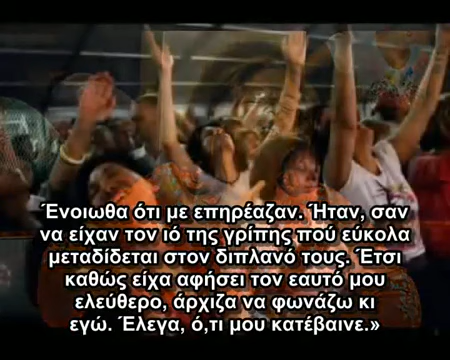 Ένοιωθα ότι με επηρέαζαν. Ήταν, σαν
να είχαν τον ιό της γρίπης πού εύκολα
μεταδίδεται στον διπλανό τους. Έτσι
καθώς είχα αφήσει τον εαυτό μου
ελεύθερο, άρχιζα να φωνάζω κι
εγώ. Έλεγα, ό,τι μου κατέβαινε.»